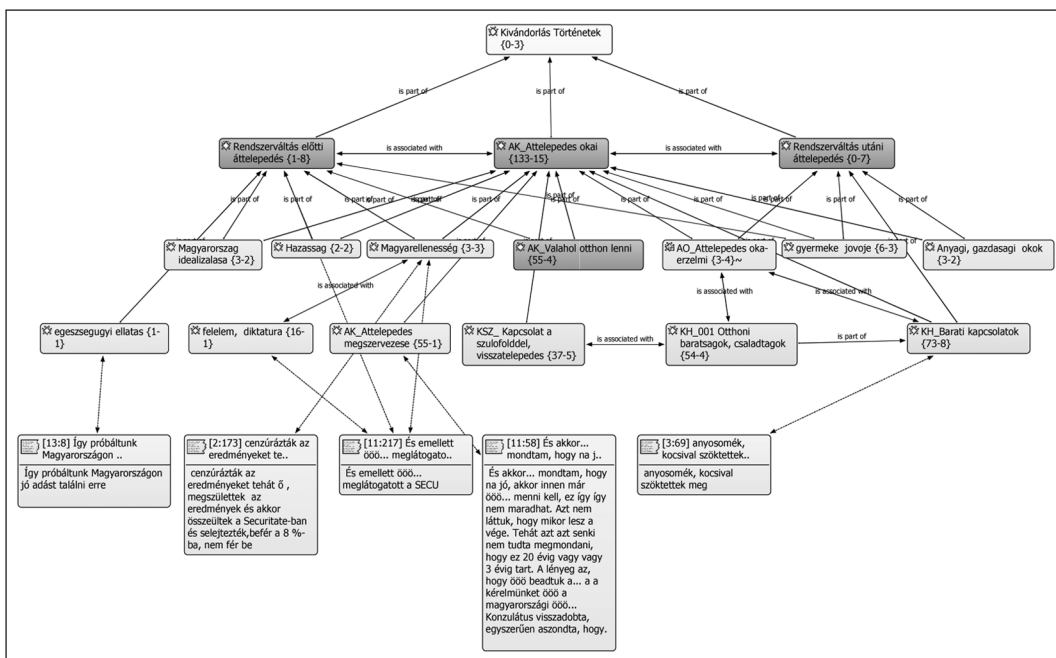 Kivándorlás Történetek
{0-3}
is part of
is part of
is part of
Rendszerváltás előtti
áttelepedés {1-8}
is associated with
AK_Attelepedes okai
{133-15}
is associated with
Rendszerváltás utáni
áttelepedés {0-7}
is part of
is part of
is part of
is part of
is part of
is part of
is part of
is part of
is part of
is part of
is part of
Magyarorszag
idealizalasa {3-2}
Hazassag {2-2}
Magyarellenesség {3-3}
AK_Valahol otthon lenni
{55-4}
AO_Attelepedes oka-
erzelmi {3-4}~
gyermeke jovoje {6-3}
Anyagi, gazdasagi okok
{3-2}
is associated with
is associated with
is associated with
egeszsegugyi ellatas {1-
1}
felelem, diktatura {16-
1}
AK_Attelepedes
megszervezese {55-1}
KSZ_ Kapcsolat a
szulofolddel,
visszatelepedes {37-5}
is associated with
KH_001 Otthoni
baratsagok, csaladtagok
{54-4}
is part of
KH_Barati kapcsolatok
{73-8}
[13:8] Így próbáltunk
Magyarországon ..
Így próbáltunk Magyarországon
jó adást találni erre
[2:173] cenzúrázták az
eredményeket te..
cenzúrázták az
eredményeket tehát ő ,
megszülettek az
eredmények és akkor
összeültek a Securitate-ban
és selejtezték,befér a 8 %-
ba, nem fér be
[11:217] És emellett
ööö... meglátogato..
És emellett ööö...
meglátogatott a SECU
[11:58] És akkor...
mondtam, hogy na j..
És akkor... mondtam, hogy
na jó, akkor innen már
ööö... menni kell, ez így így
nem maradhat. Azt nem
láttuk, hogy mikor lesz a
vége. Tehát azt azt senki
nem tudta megmondani,
hogy ez 20 évig vagy vagy
3 évig tart. A lényeg az,
hogy ööö beadtuk a... a a
kérelmünket ööö a
magyarországi ööö...
Konzulátus visszadobta,
egyszerűen aszondta, hogy.
[3:69] anyosomék,
kocsival szöktettek..
anyosomék, kocsival
szöktettek meg